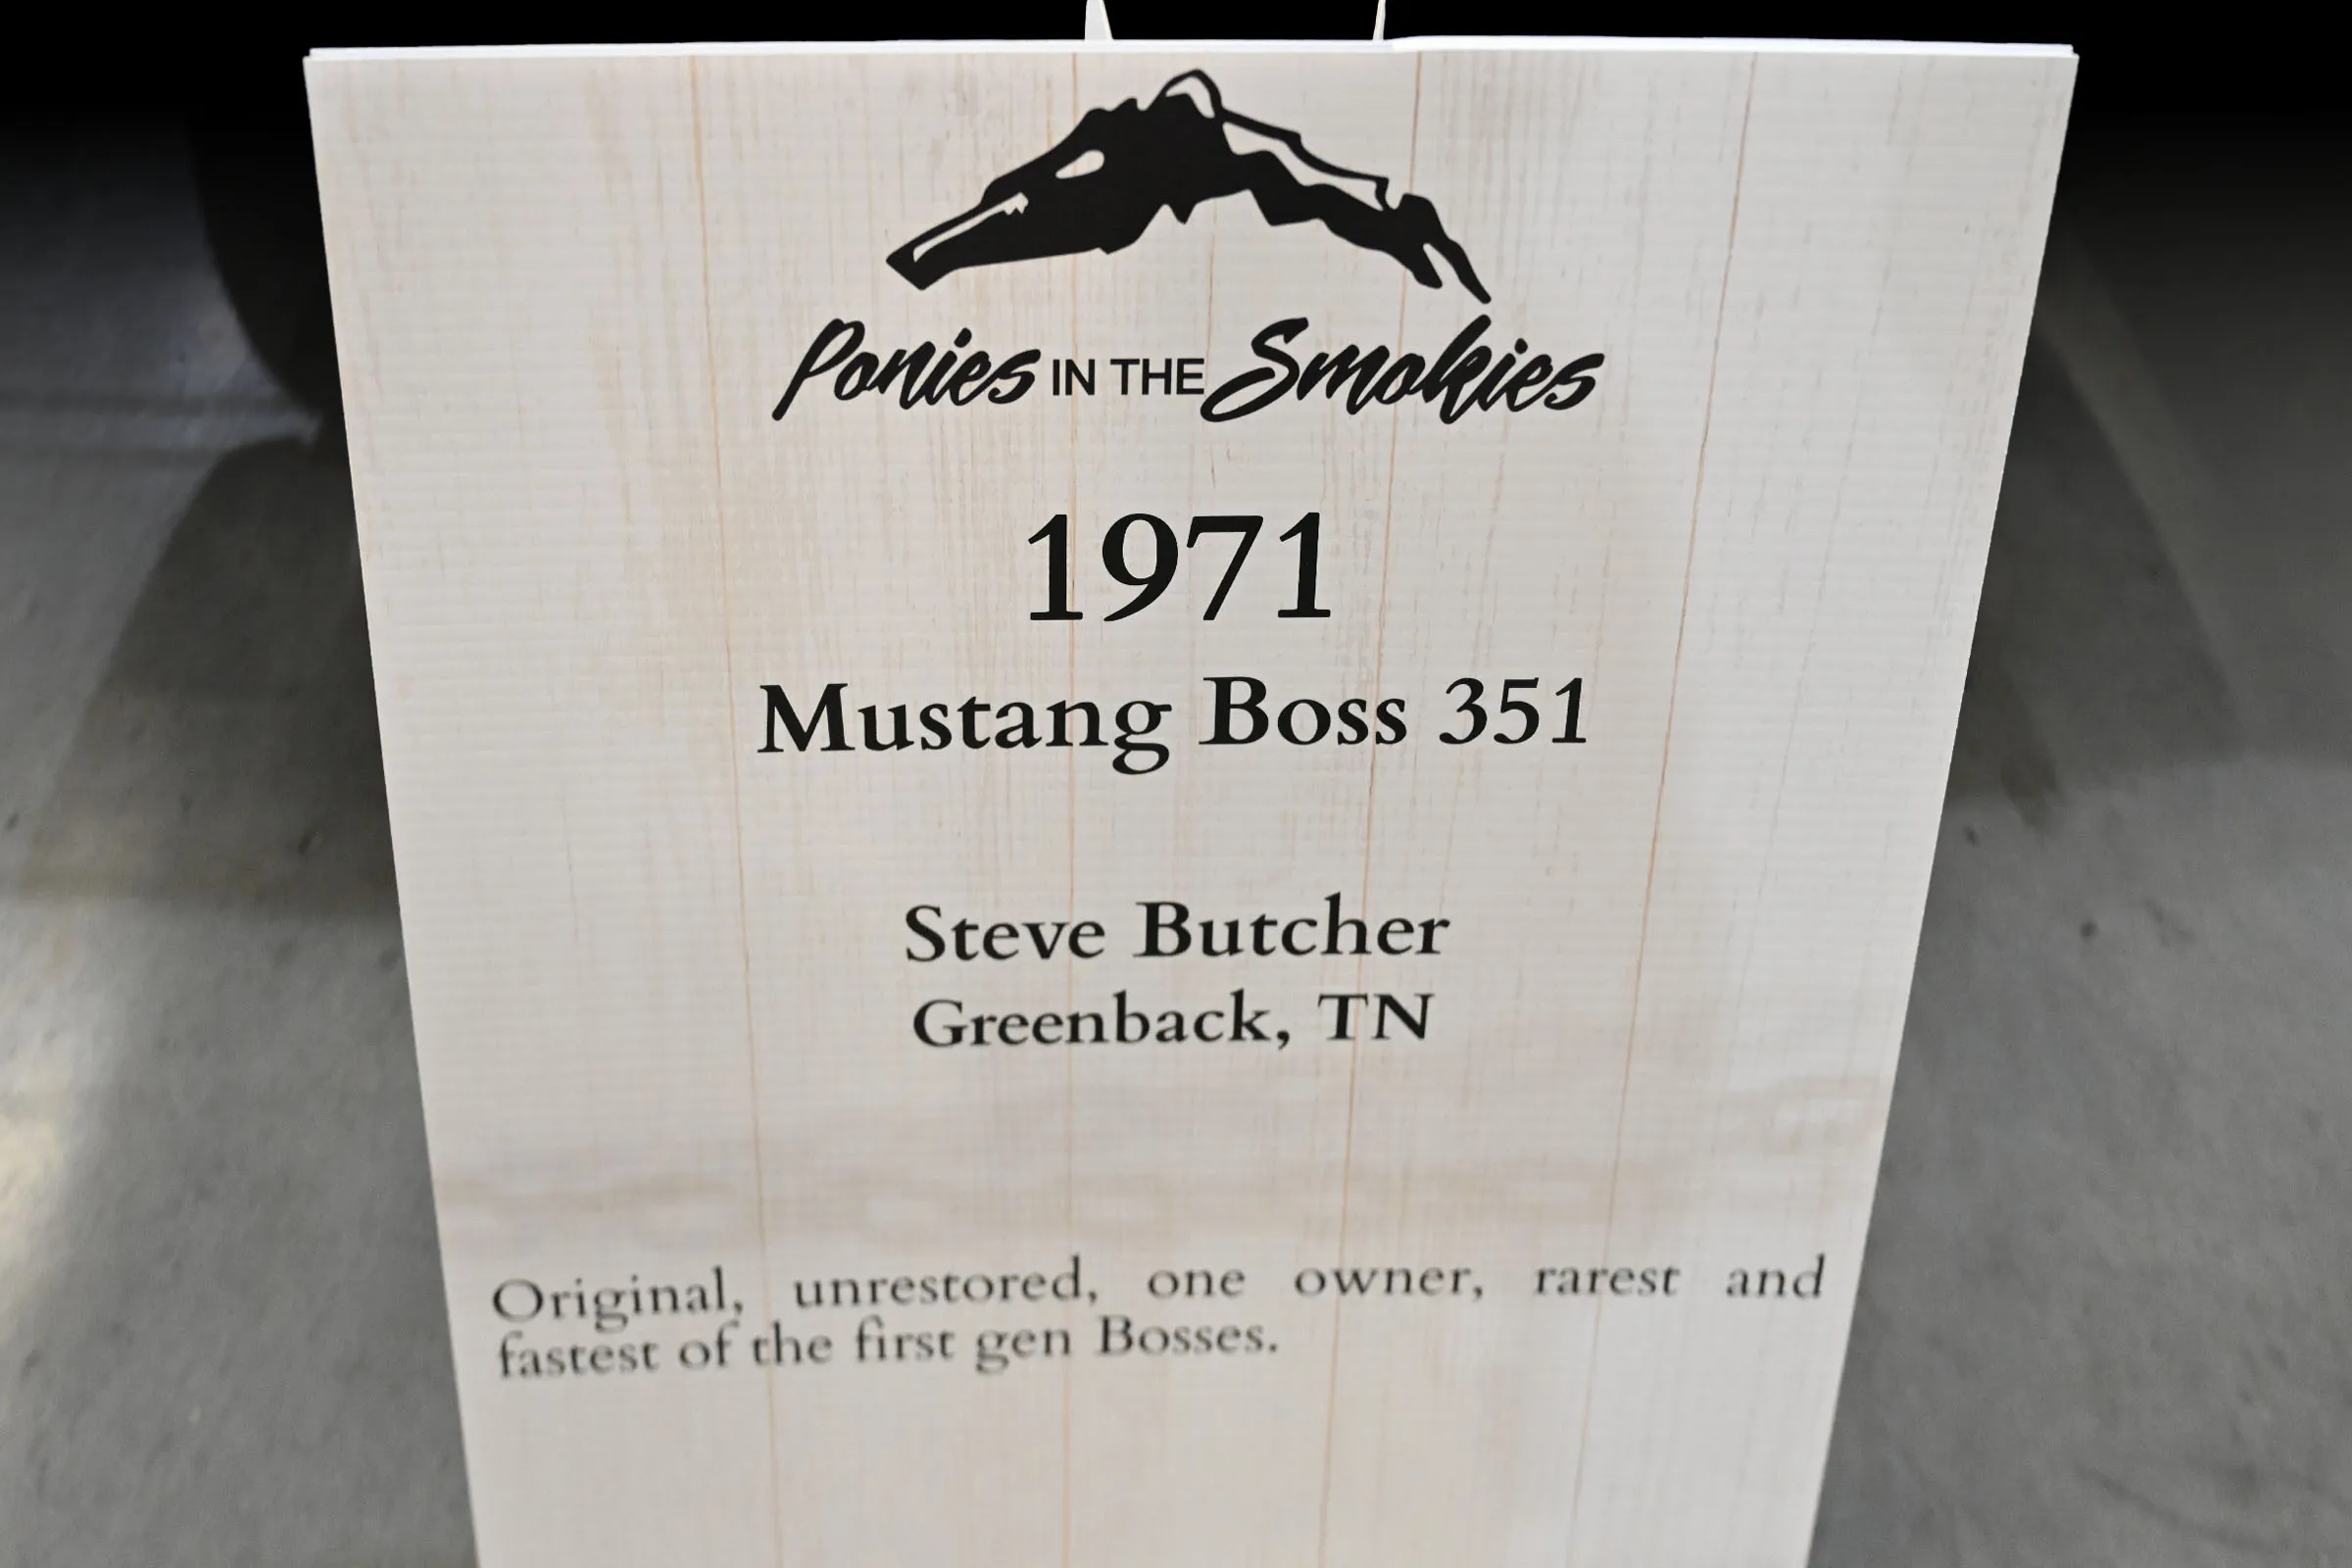 Ponies IN THE Smokies
1971
Mustang Boss 351
Steve Butcher
Greenback, TN
Original, unrestored, one owner, rarest and
fastest of the first gen Bosses.